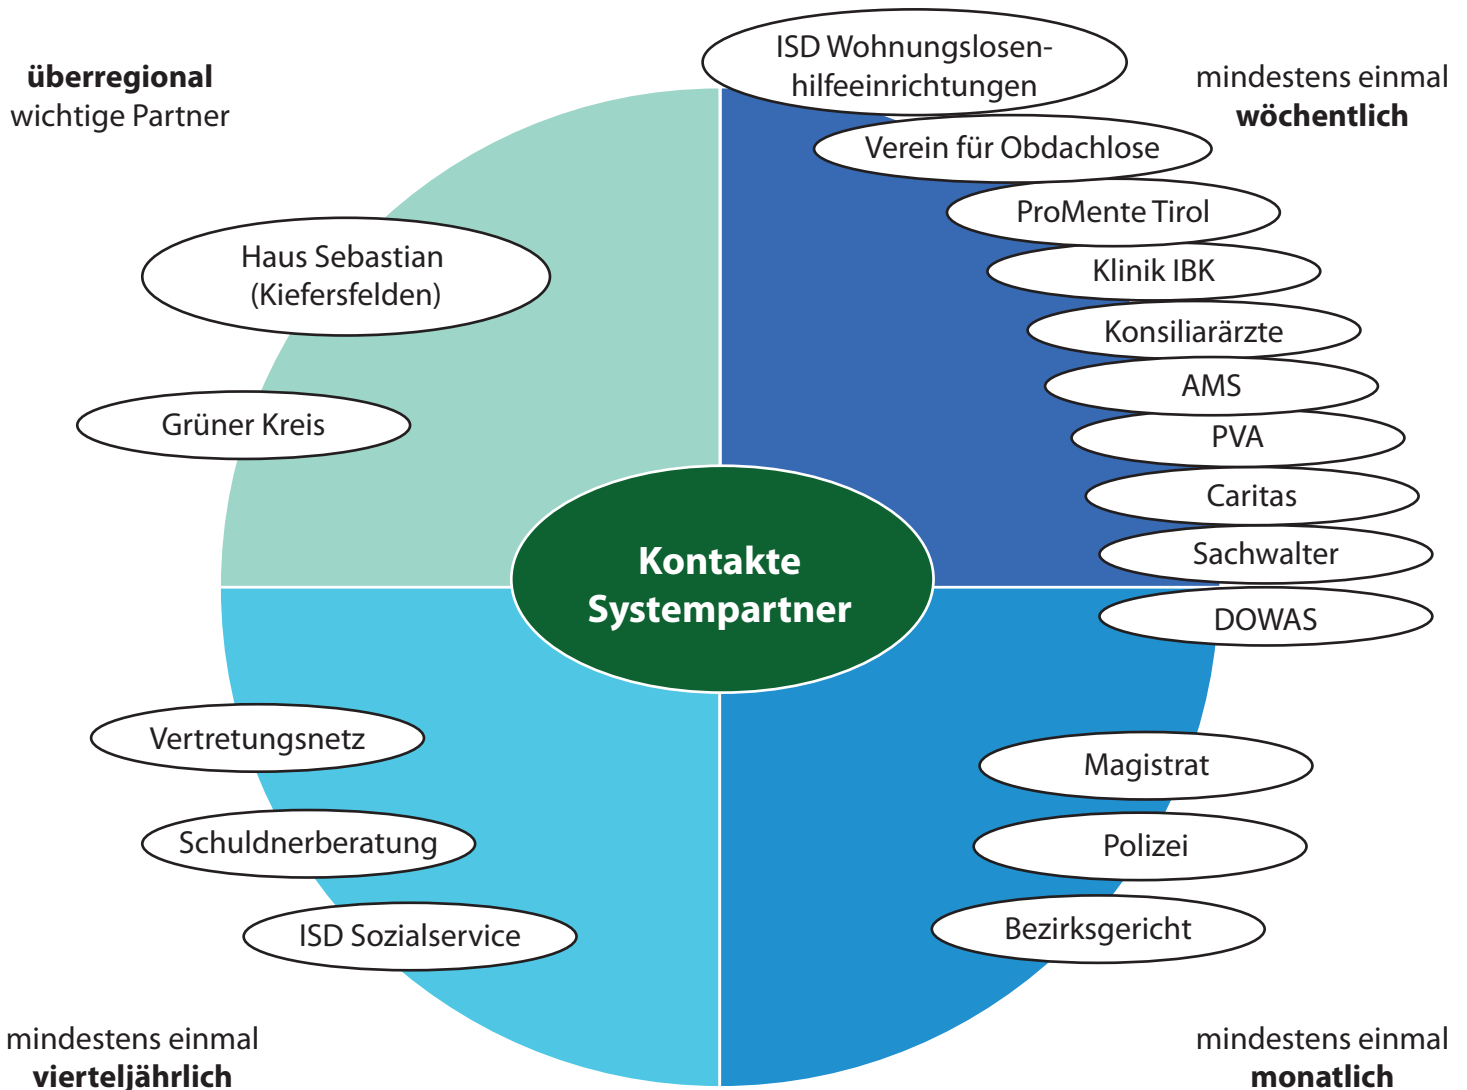 überregional
wichtige Partner
ISD Wohnungslosen-
hilfeeinrichtungen
mindestens einmal
wöchentlich
Verein für Obdachlose
ProMente Tirol
Klinik IBK
Konsiliarärzte
AMS
PVA
Caritas
Sachwalter
DOWAS
Haus Sebastian
(Kiefersfelden)
Grüner Kreis
Kontakte
Systempartner
Vertretungsnetz
Schuldnerberatung
ISD Sozialservice
Magistrat
Polizei
Bezirksgericht
mindestens einmal
vierteljährlich
mindestens einmal
monatlich